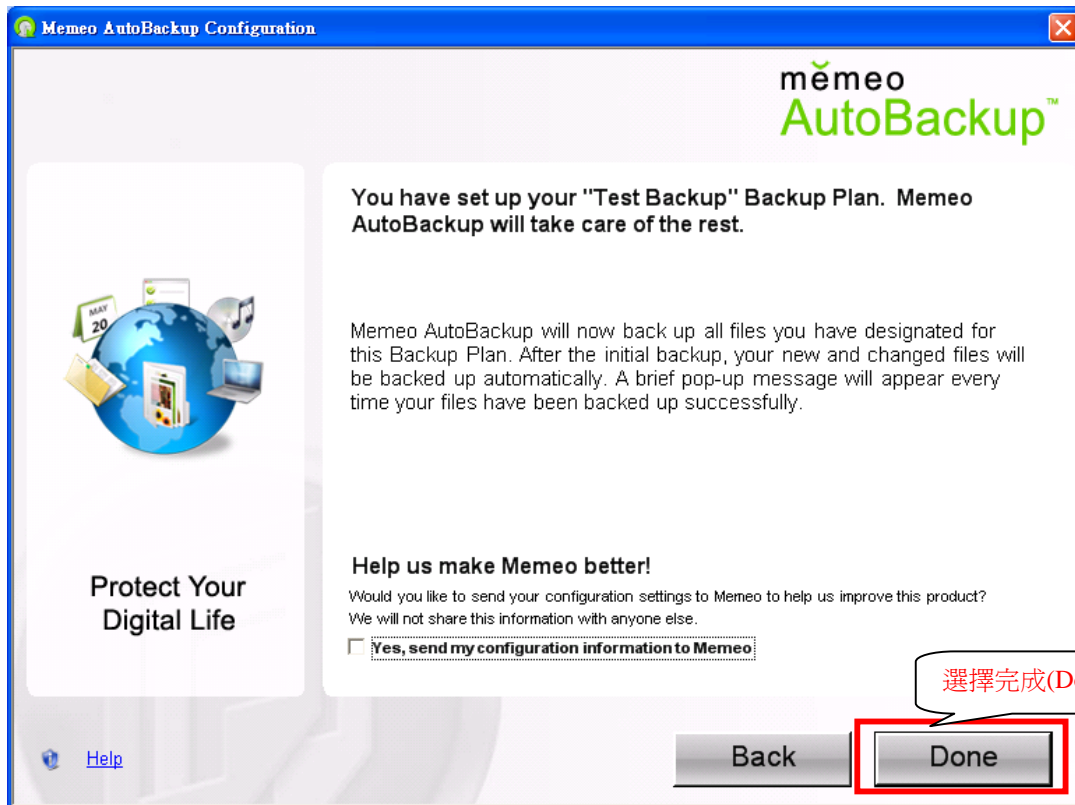 Memeo AutoBackup Configuration
mĕmeo
AutoBackup™
You have set up your "Test Backup" Backup Plan. Memeo
AutoBackup will take care of the rest.
MAY
20
Memeo AutoBackup will now back up all files you have designated for
this Backup Plan. After the initial backup, your new and changed files will
be backed up automatically. A brief pop-up message will appear every
time your files have been backed up successfully.
Protect Your
Digital Life
Help us make Memeo better!
Would you like to send your configuration settings to Memeo to help us improve this product?
We will not share this information with anyone else.
Yes, send my configuration information to Memeo
選擇完成(D
Help
Back
Done